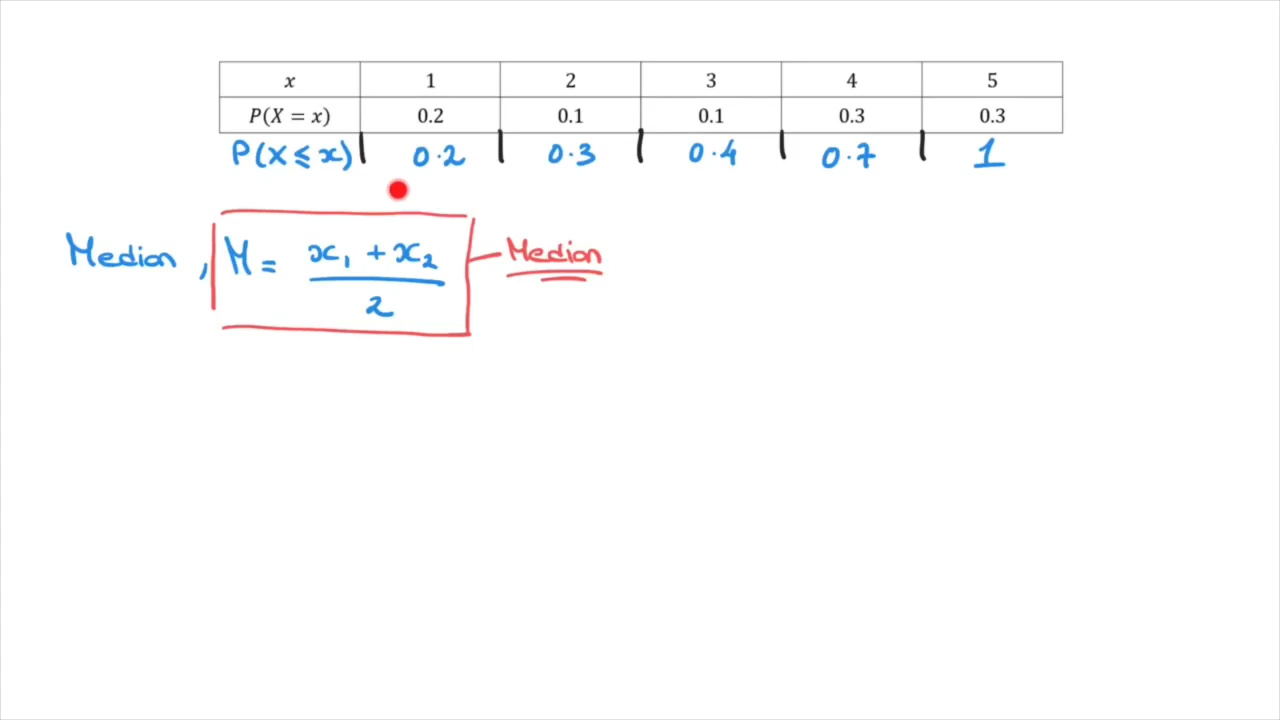 x 1 2 3 4 5
P(X = x) 0.2 0.1 0.1 0.3 0.3
P(X ⩽ x) 0.2 0.3 0.4 0.7 1
Median, M = x₁ + x₂ / 2 Median